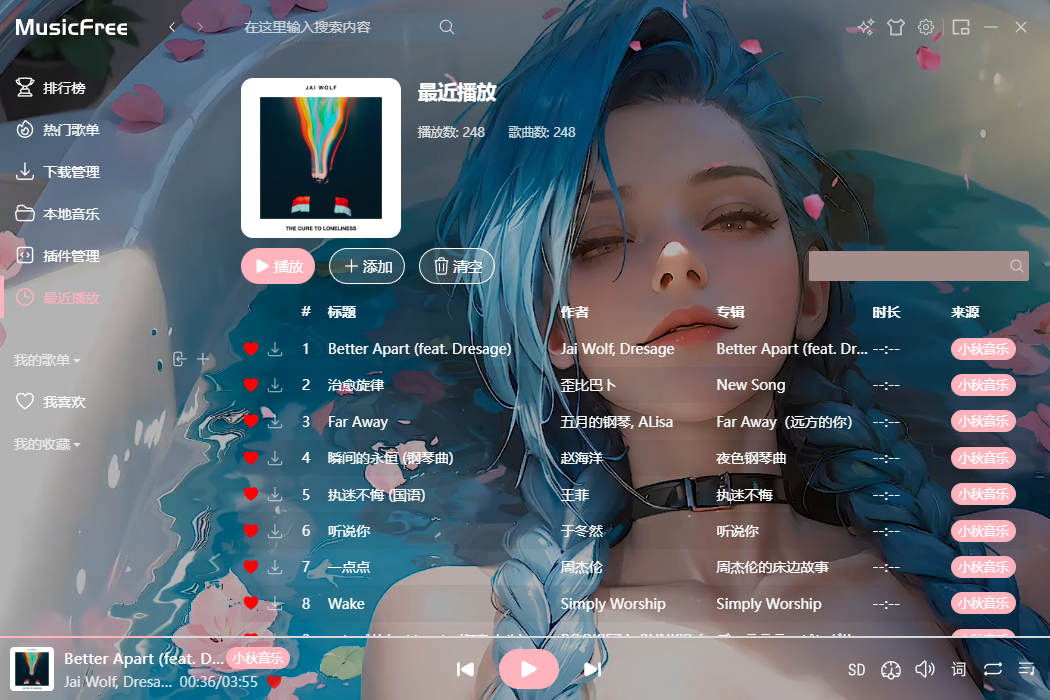 MusicFree
在这里输入搜索内容
排行榜
热门歌单
下载管理
本地音乐
插件管理
最近播放
我的歌单
我喜欢
我的收藏
JAI WOLF
THE CURE TO LONELINESS
最近播放
播放数: 248 歌曲数: 248
播放 添加 清空
# 标题 作者 专辑 时长 来源
1 Better Apart (feat. Dresage) Jai Wolf, Dresage Better Apart (feat. Dr... --:-- 小秋音乐
2 治愈旋律 歪比巴卜 New Song --:-- 小秋音乐
3 Far Away 五月的钢琴, ALisa Far Away（远方的你） --:-- 小秋音乐
4 瞬间的永恒 (钢琴曲) 赵海洋 夜色钢琴曲 --:-- 小秋音乐
5 执迷不悔 (国语) 王菲 执迷不悔 --:-- 小秋音乐
6 听说你 于冬然 听说你 --:-- 小秋音乐
7 一点点 周杰伦 周杰伦的床边故事 --:-- 小秋音乐
8 Wake Simply Worship Simply Worship --:-- 小秋音乐
Better Apart (feat. D... 小秋音乐
Jai Wolf, Dresa... 00:36/03:55
SD 词